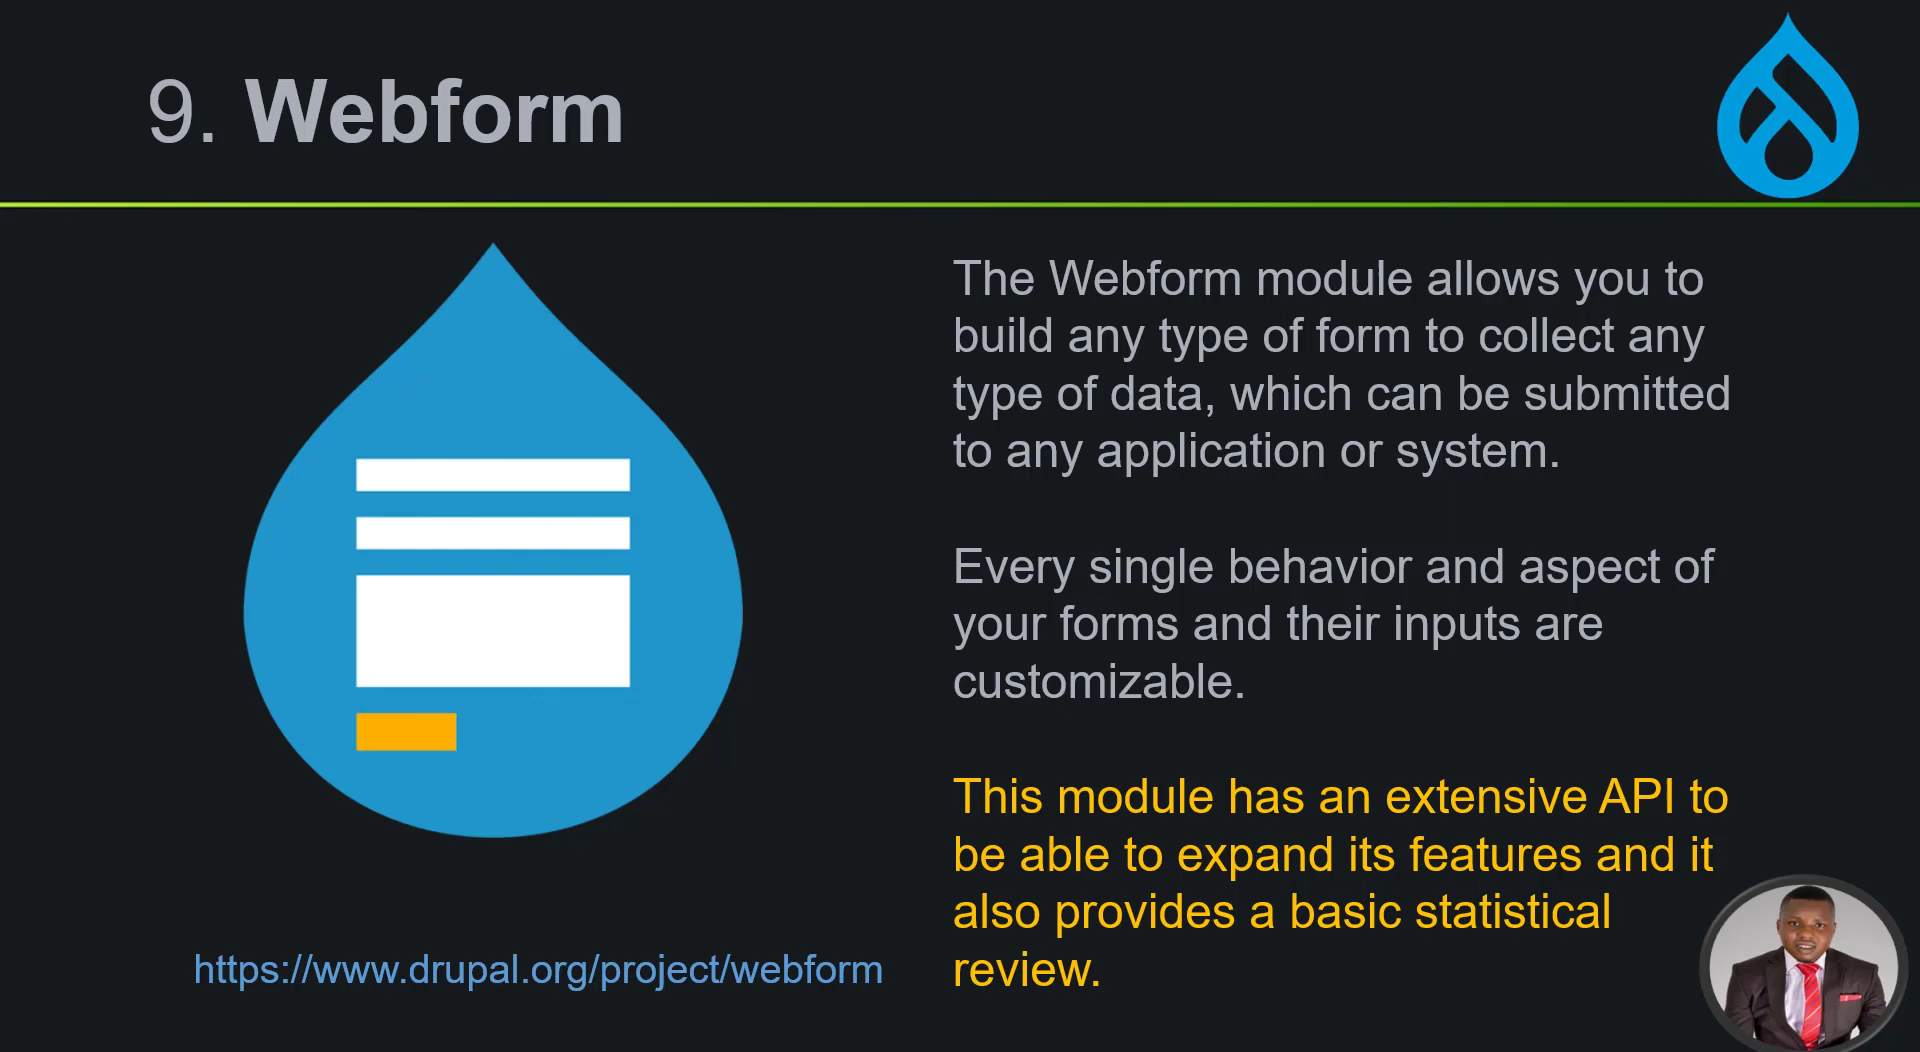 9. Webform
The Webform module allows you to
build any type of form to collect any
type of data, which can be submitted
to any application or system.
Every single behavior and aspect of
your forms and their inputs are
customizable.
This module has an extensive API to
be able to expand its features and it
also provides a basic statistical
review.
https://www.drupal.org/project/webform